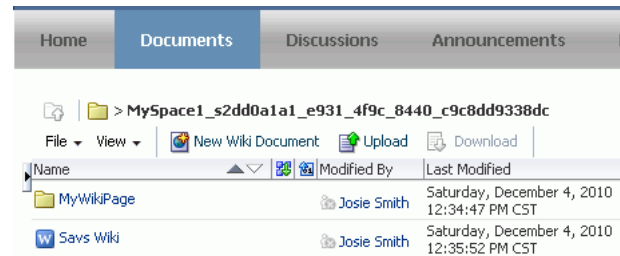 Home Documents Discussions Announcements
> MySpace1_s2dd0a1a1_e931_4f9c_8440_c9c8dd9338dc
File View New Wiki Document Upload Download
Name Modified By Last Modified
MyWikiPage Josie Smith Saturday, December 4, 2010
12:34:47 PM CST
Savs Wiki Josie Smith Saturday, December 4, 2010
12:35:52 PM CST